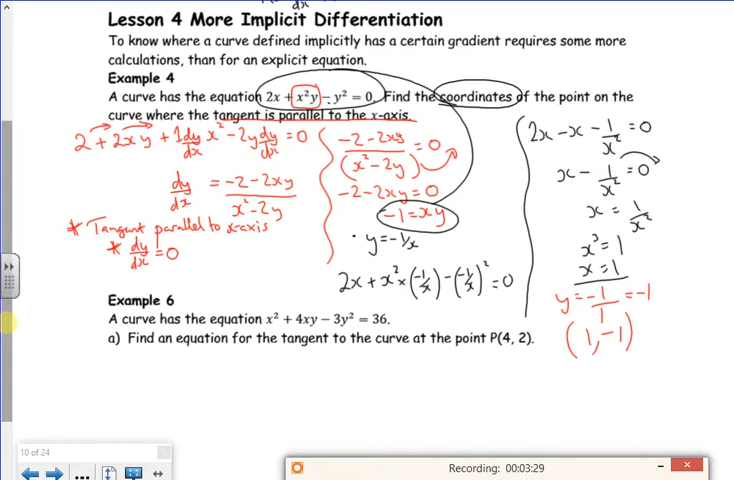 dx
Lesson 4 More Implicit Differentiation
To know where a curve defined implicitly has a certain gradient requires some more
calculations, than for an explicit equation.
Example 4
A curve has the equation 2x + x²y – y² = 0. Find the coordinates of the point on the
curve where the tangent is parallel to the x-axis.
2 + 2xy + 1dy/dx x² - 2y dy/dx = 0
dy/dx = -2-2xy / x²-2y
* Tangent parallel to x-axis
* dy/dx = 0
-2-2xy / (x²-2y) = 0
-2-2xy = 0
-1 = xy
· y = -1/x
2x + x² × (-1/x) - (-1/x)² = 0
2x - x - 1/x² = 0
x - 1/x² = 0
x = 1/x²
x³ = 1
x = 1
y = -1/1 = -1
(1, -1)
Example 6
A curve has the equation x² + 4xy – 3y² = 36.
a) Find an equation for the tangent to the curve at the point P(4, 2).
10 of 24
Recording: 00:03:29